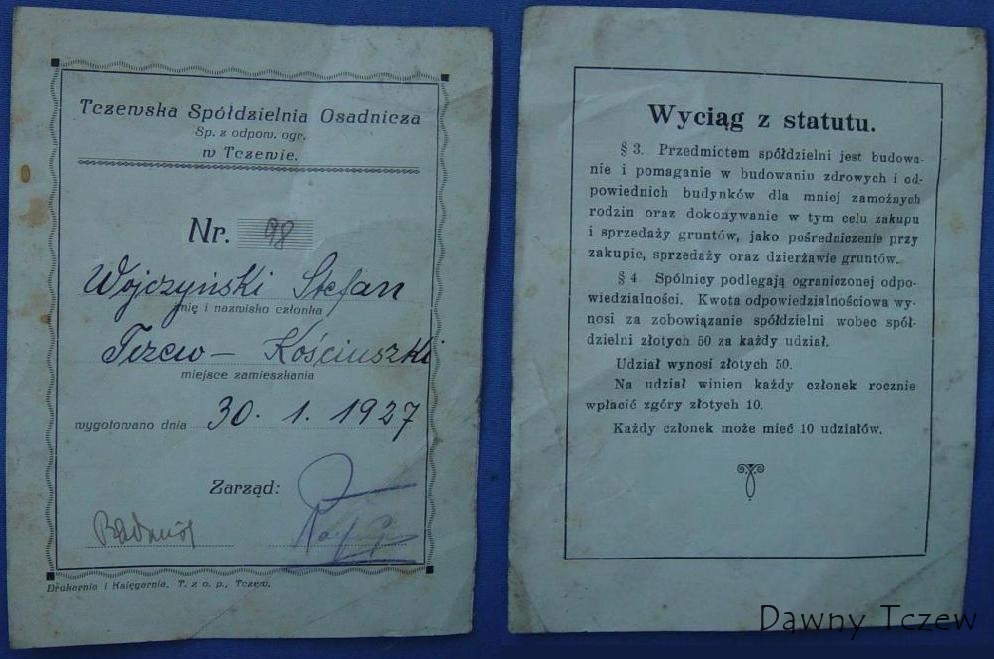 Tczewska Spółdzielnia Osadnicza
Sp. z odpow. ogr.
w Tczewie.
Nr. 98
Wojczyński Stefan
imię i nazwisko członka
Tczew – Kościuszki
miejsce zamieszkania
wygotowano dnia 30. 1. 1927
Zarząd:
Drukarnia i Księgarnia, T. z o. p., Tczew.
Wyciąg z statutu.
§ 3. Przedmiotem spółdzielni jest budowa-
nie i pomaganie w budowaniu zdrowych i od-
powiednich budynków dla mniej zamożnych
rodzin oraz dokonywanie w tym celu zakupu
i sprzedaży gruntów, jako pośredniczenie przy
zakupie, sprzedaży oraz dzierżawie gruntów.
§ 4 Spólnicy podlegają ograniczonej odpo-
wiedzialności. Kwota odpowiedzialnościowa wy-
nosi za zobowiązanie spółdzielni wobec spół-
dzielni złotych 50 za każdy udział.
Udział wynosi złotych 50.
Na udział winien każdy członek rocznie
wpłacić zgóry złotych 10.
Każdy członek może mieć 10 udziałów.
Dawny Tczew